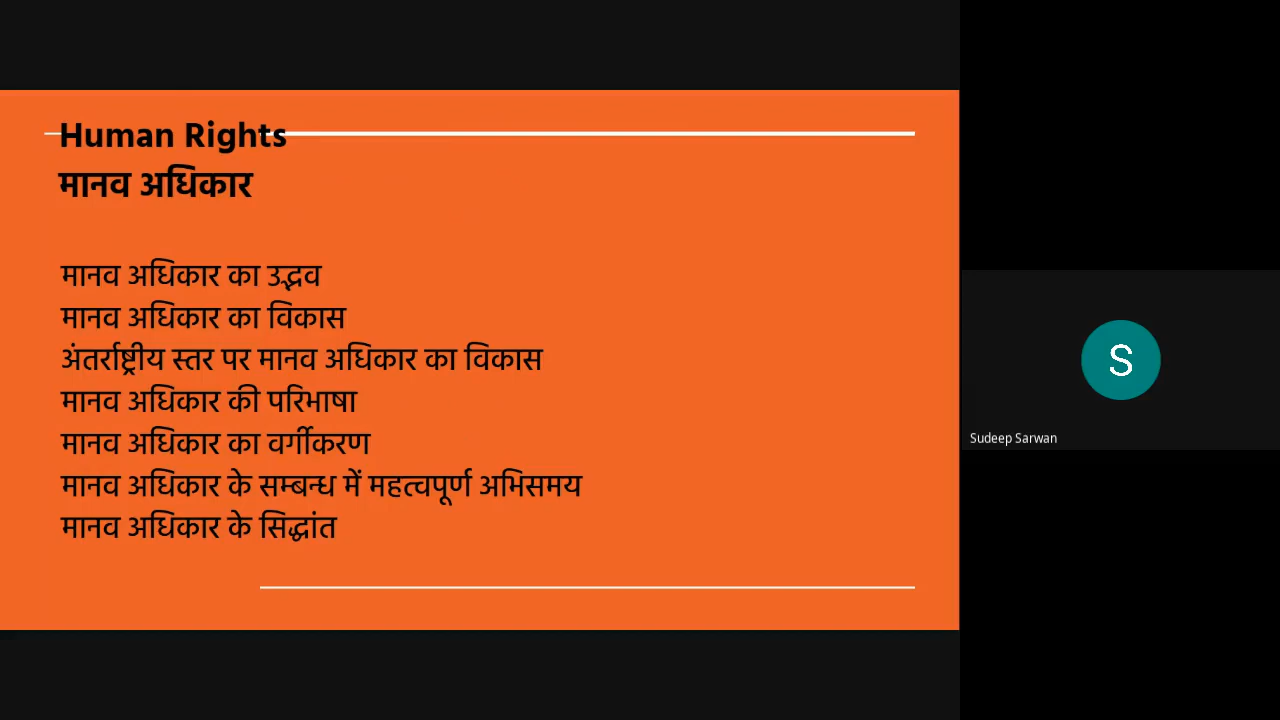 Human Rights
मानव अधिकार
मानव अधिकार का उद्भव
मानव अधिकार का विकास
अंतर्राष्ट्रीय स्तर पर मानव अधिकार का विकास
मानव अधिकार की परिभाषा
मानव अधिकार का वर्गीकरण
मानव अधिकार के सम्बन्ध में महत्वपूर्ण अभिसमय
मानव अधिकार के सिद्धांत
S
Sudeep Sarwan